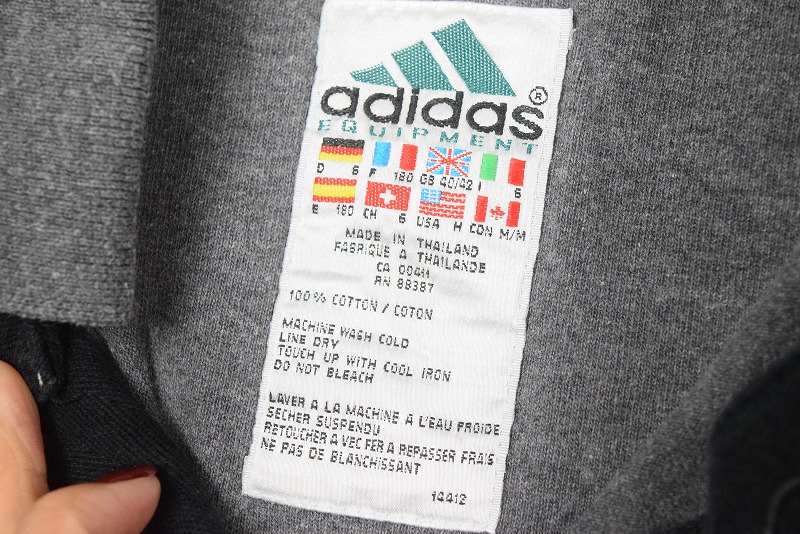 adidas ®
EQUIPMENT
D 6 F 180 GB 40/42 I 6
E 180 CH 6 USA H CDN M/M
MADE IN THAILAND
FABRIQUE A THAILANDE
CA 00411
RN 88387
100% COTTON / COTON
MACHINE WASH COLD
LINE DRY
TOUCH UP WITH COOL IRON
DO NOT BLEACH
LAVER A LA MACHINE A L'EAU FROIDE
SECHER SUSPENDU
RETOUCHER A VEC FER A REPASSER FRAIS
NE PAS DE BLANCHISSANT
14412